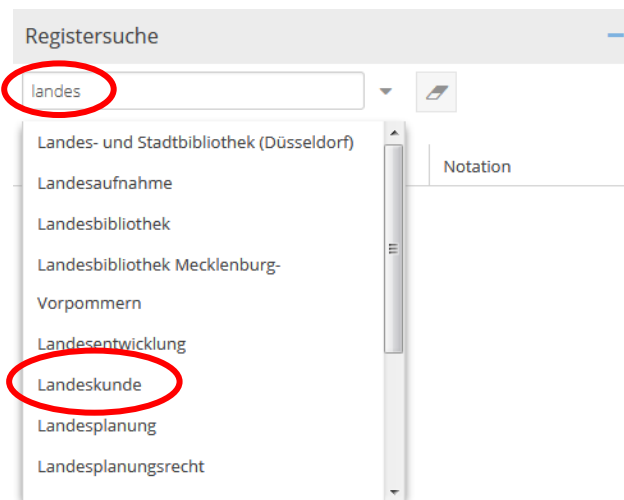 Registersuche
landes
Landes- und Stadtbibliothek (Düsseldorf)
Landesaufnahme
Notation
Landesbibliothek
Landesbibliothek Mecklenburg-
Vorpommern
Landesentwicklung
Landeskunde
Landesplanung
Landesplanungsrecht